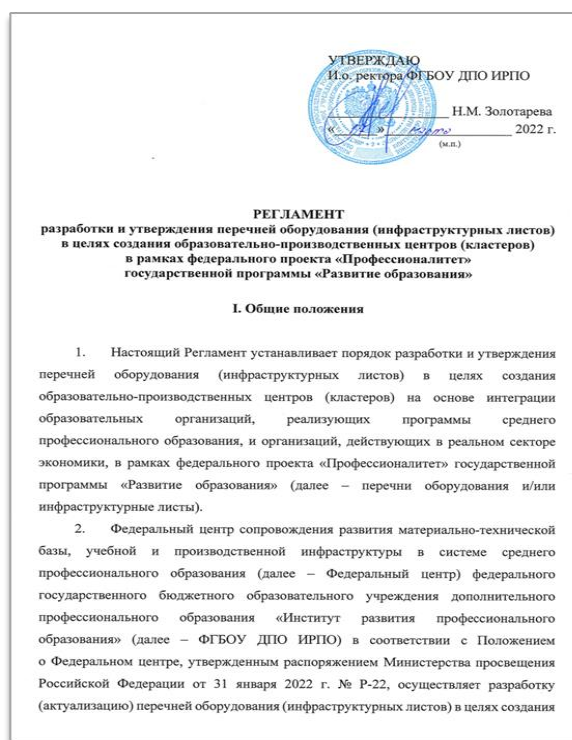 УТВЕРЖДАЮ
И.о. ректора ФГБОУ ДПО ИРПО
Н.М. Золотарева
« » марта 2022 г.
(м.п.)
РЕГЛАМЕНТ
разработки и утверждения перечней оборудования (инфраструктурных листов)
в целях создания образовательно-производственных центров (кластеров)
в рамках федерального проекта «Профессионалитет»
государственной программы «Развитие образования»
I. Общие положения
1. Настоящий Регламент устанавливает порядок разработки и утверждения
перечней оборудования (инфраструктурных листов) в целях создания
образовательно-производственных центров (кластеров) на основе интеграции
образовательных организаций, реализующих программы среднего
профессионального образования, и организаций, действующих в реальном секторе
экономики, в рамках федерального проекта «Профессионалитет» государственной
программы «Развитие образования» (далее – перечни оборудования и/или
инфраструктурные листы).
2. Федеральный центр сопровождения развития материально-технической
базы, учебной и производственной инфраструктуры в системе среднего
профессионального образования (далее – Федеральный центр) федерального
государственного бюджетного образовательного учреждения дополнительного
профессионального образования «Институт развития профессионального
образования» (далее – ФГБОУ ДПО ИРПО) в соответствии с Положением
о Федеральном центре, утвержденным распоряжением Министерства просвещения
Российской Федерации от 31 января 2022 г. № Р-22, осуществляет разработку
(актуализацию) перечней оборудования (инфраструктурных листов) в целях создания